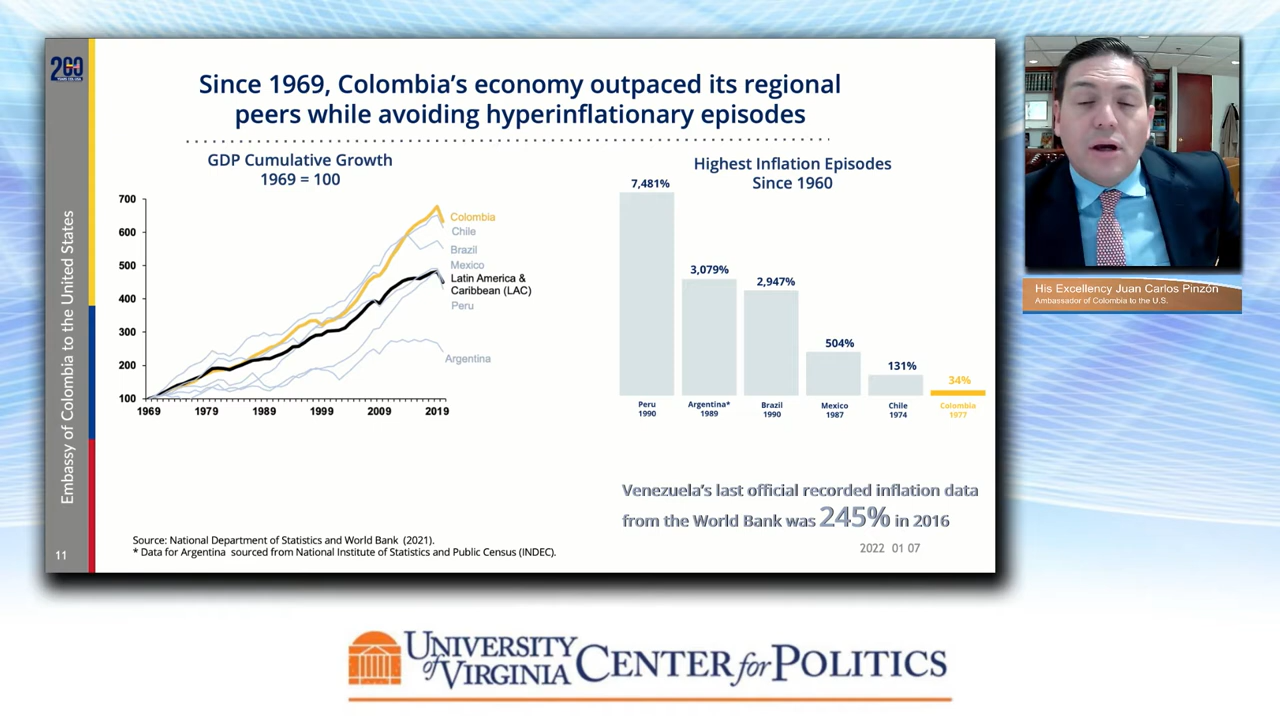 200
YEARS COL-USA
Embassy of Colombia to the United States
11
Since 1969, Colombia's economy outpaced its regional
peers while avoiding hyperinflationary episodes
GDP Cumulative Growth
1969 = 100
700
600
500
400
300
200
100
1969
1979
1989
1999
2009
2019
Colombia
Chile
Brazil
Mexico
Latin America &
Caribbean (LAC)
Peru
Argentina
Highest Inflation Episodes
Since 1960
7,481%
3,079%
2,947%
504%
131%
34%
Peru
1990
Argentina*
1989
Brazil
1990
Mexico
1987
Chile
1974
Colombia
1977
Venezuela's last official recorded inflation data
from the World Bank was 245% in 2016
2022 01 07
Source: National Department of Statistics and World Bank (2021).
* Data for Argentina sourced from National Institute of Statistics and Public Census (INDEC).
His Excellency Juan Carlos Pinzón
Ambassador of Colombia to the U.S.
UNIVERSITY
of VIRGINIA
CENTER for POLITICS